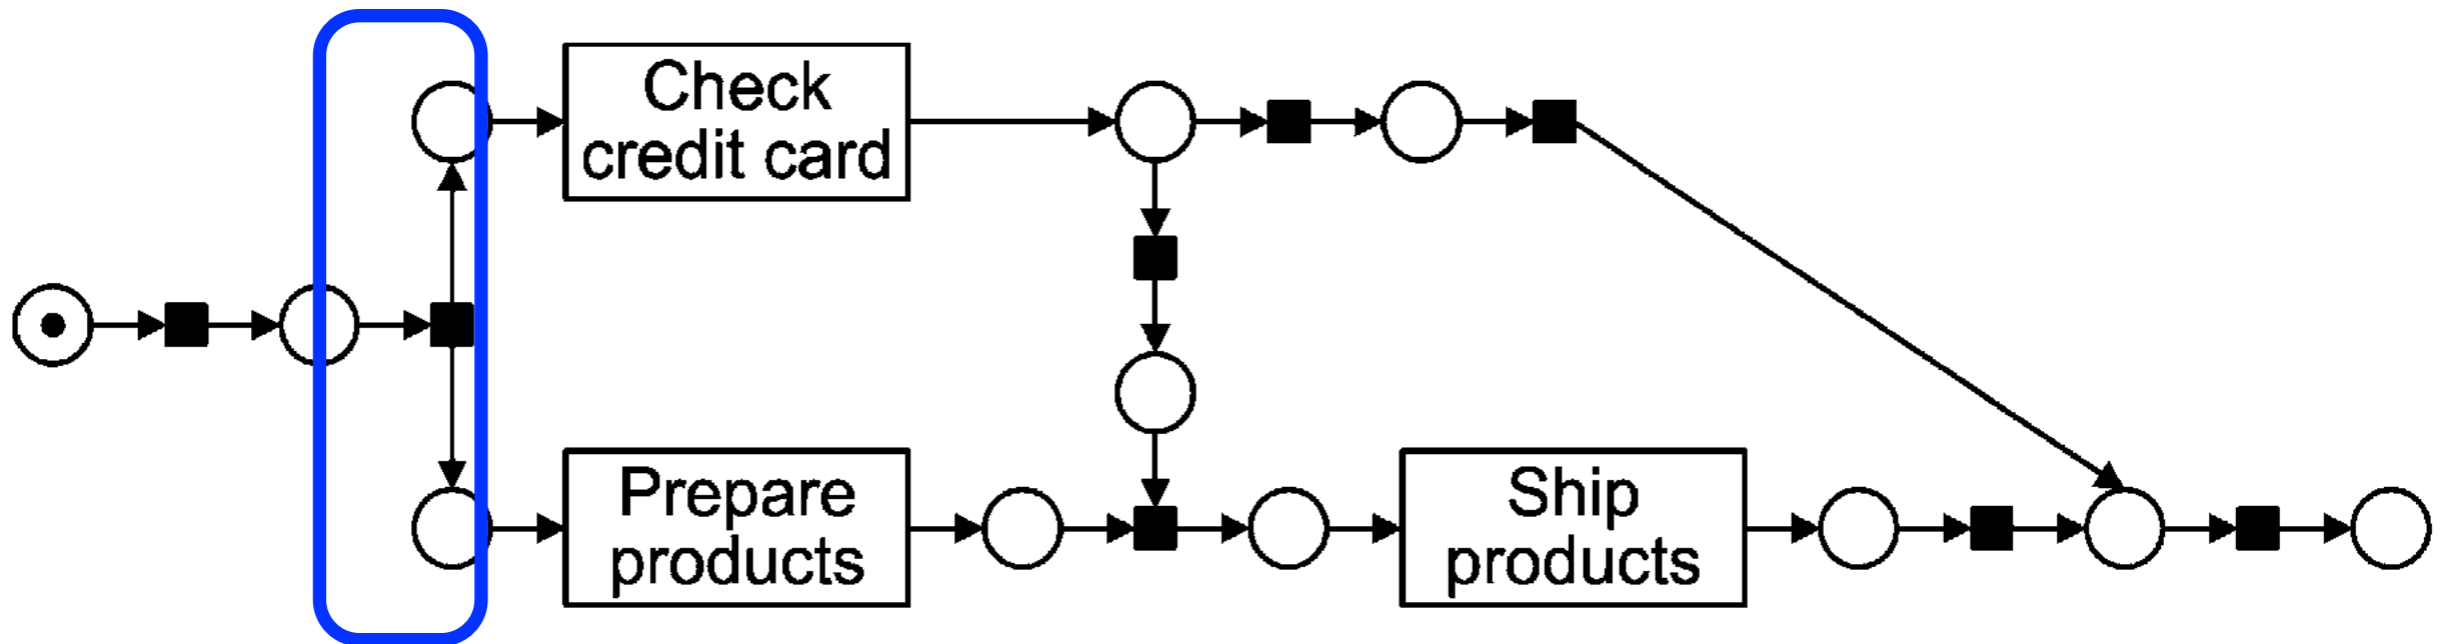 Check
credit card
Prepare
products
Ship
products